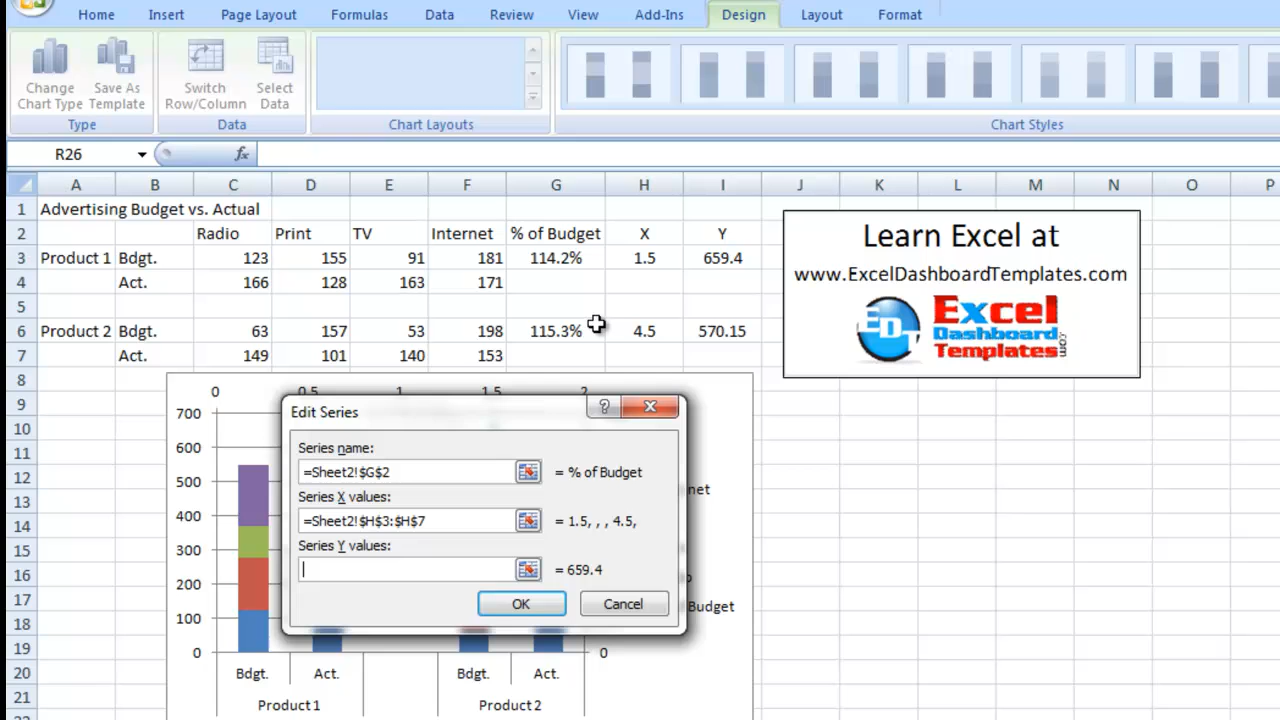 Home Insert Page Layout Formulas Data Review View Add-Ins Design Layout Format
Change Chart Type Save As Template Switch Row/Column Select Data
Type Data Chart Layouts Chart Styles
R26 fx
A B C D E F G H I J K L M N O P
1 Advertising Budget vs. Actual
2 Radio Print TV Internet % of Budget X Y
3 Product 1 Bdgt. 123 155 91 181 114.2% 1.5 659.4
4 Act. 166 128 163 171
5
6 Product 2 Bdgt. 63 157 53 198 115.3% 4.5 570.15
7 Act. 149 101 140 153
8
9
10
11
12
13
14
15
16
17
18
19
20
21
Learn Excel at
www.ExcelDashboardTemplates.com
EDT
Excel
Dashboard
Templates.com
0 0.5 1 1.5 2
700
600
500
400
300
200
100
0
Edit Series
Series name:
=Sheet2!$G$2 = % of Budget
Series X values:
=Sheet2!$H$3:$H$7 = 1.5, , , 4.5,
Series Y values:
= 659.4
OK Cancel
net
Budget
0
Bdgt. Act. Bdgt. Act.
Product 1 Product 2